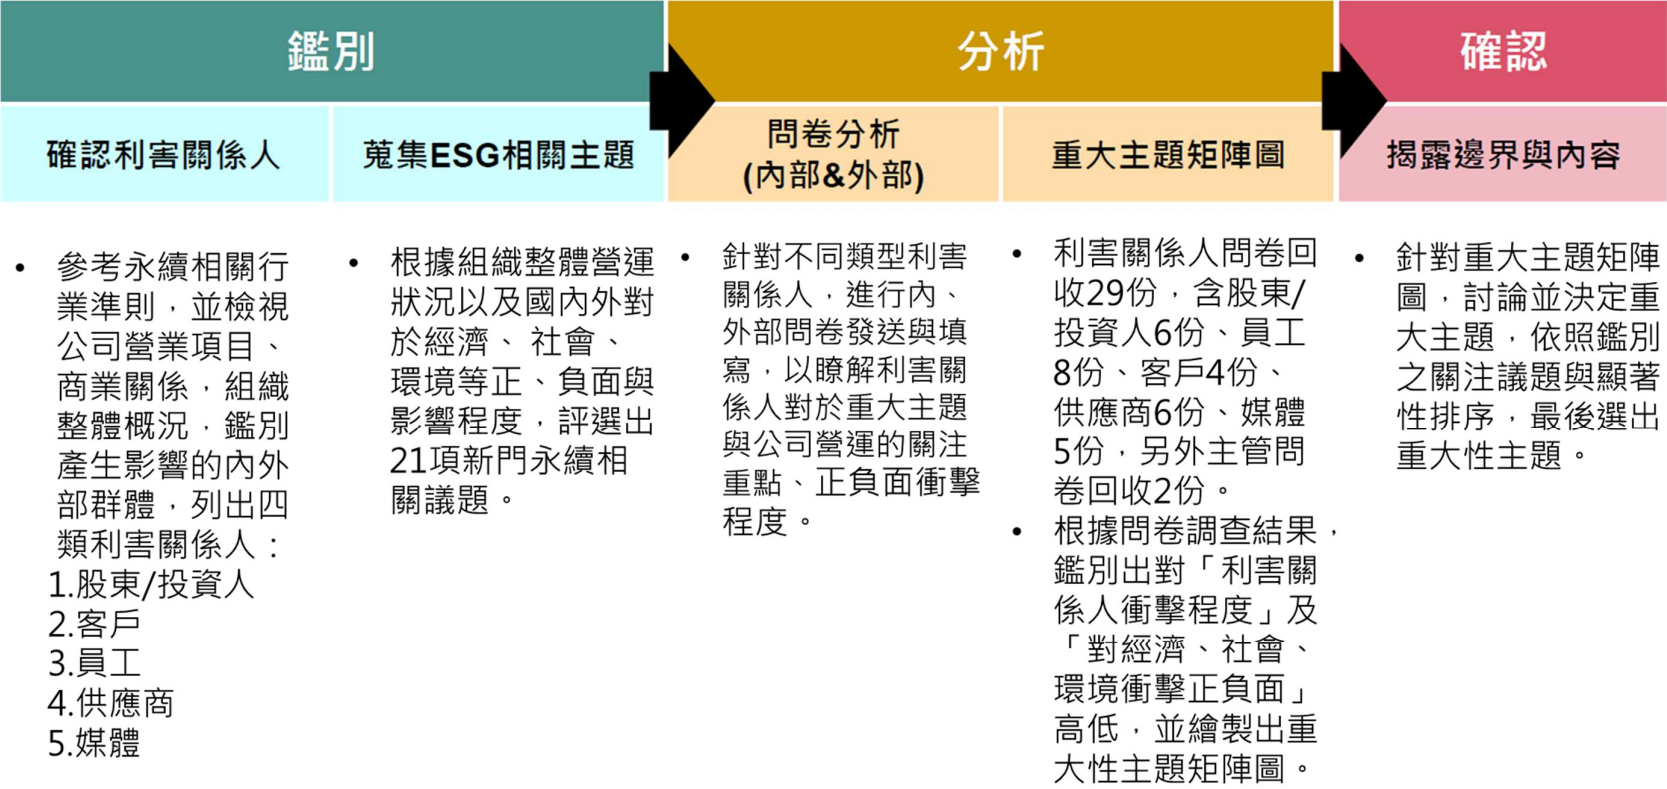 鑑別
分析
確認
確認利害關係人
蒐集ESG相關主題
問卷分析
(內部&外部)
重大主題矩陣圖
揭露邊界與內容
• 參考永續相關行
業準則，並檢視
公司營業項目、
商業關係，組織
整體概況，鑑別
產生影響的內外
部群體，列出四
類利害關係人：
1.股東/投資人
2.客戶
3.員工
4.供應商
5.媒體
• 根據組織整體營運
狀況以及國內外對
於經濟、社會、
環境等正、負面與
影響程度，評選出
21項新門永續相
關議題。
• 針對不同類型利害
關係人，進行內、
外部問卷發送與填
寫，以瞭解利害關
係人對於重大主題
與公司營運的關注
重點、正負面衝擊
程度。
• 利害關係人問卷回
收29份，含股東/
投資人6份、員工
8份、客戶4份、
供應商6份、媒體
5份，另外主管問
卷回收2份。
• 根據問卷調查結果，
鑑別出對「利害關
係人衝擊程度」及
「對經濟、社會、
環境衝擊正負面」
高低，並繪製出重
大性主題矩陣圖。
• 針對重大主題矩陣
圖，討論並決定重
大主題，依照鑑別
之關注議題與顯著
性排序，最後選出
重大性主題。